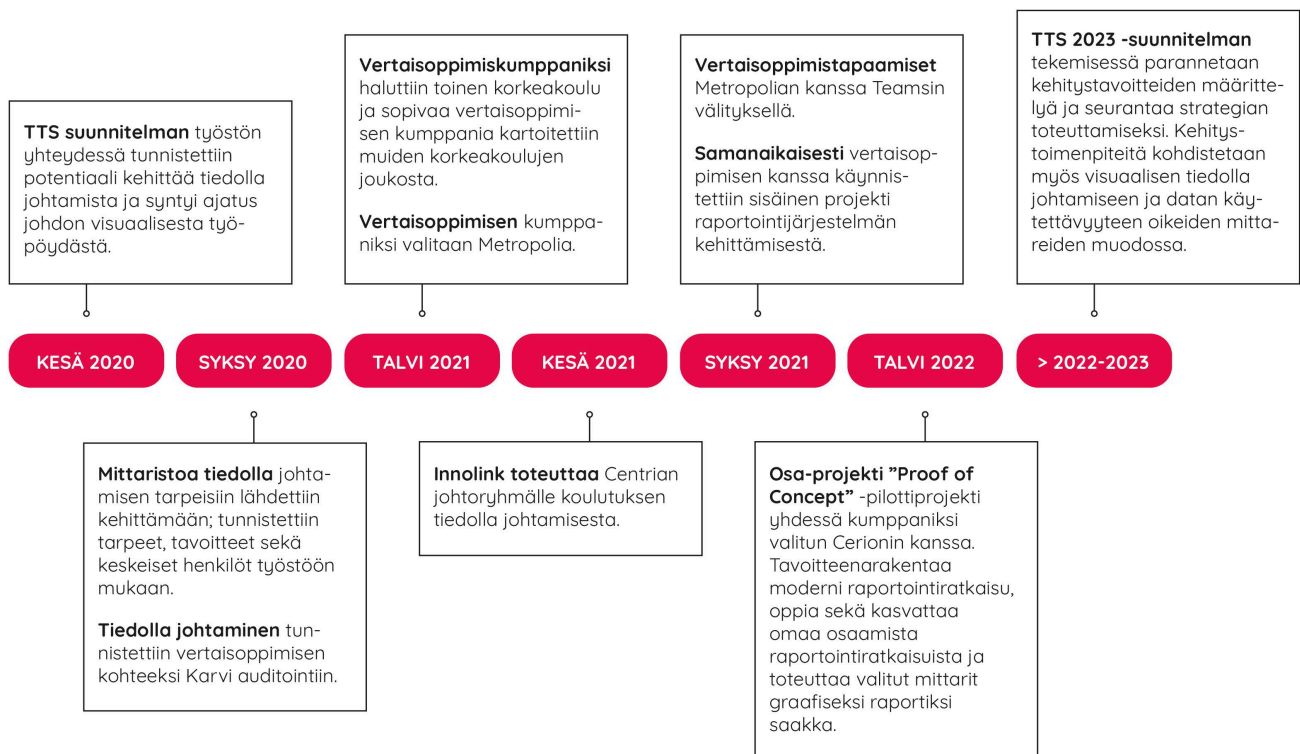 TTS suunnitelman työstön
yhteydessä tunnistettiin
potentiaali kehittää tiedolla
johtamista ja syntyi ajatus
johdon visuaalisesta työ-
pöydästä.
Vertaisoppimiskumppaniksi
haluttiin toinen korkeakoulu
ja sopivaa vertaisoppimi-
sen kumppania kartoitettiin
muiden korkeakoulujen
joukosta.
Vertaisoppimisen kumppa-
niksi valitaan Metropolia.
Vertaisoppimistapaamiset
Metropolian kanssa Teamsin
välityksellä.
Samanaikaisesti vertaisop-
pimisen kanssa käynnis-
tettiin sisäinen projekti
raportointijärjestelmän
kehittämisestä.
TTS 2023 -suunnitelman
tekemisessä parannetaan
kehitystavoitteiden määritte-
lyä ja seurantaa strategian
toteuttamiseksi. Kehitys-
toimenpiteitä kohdistetaan
myös visuaalisen tiedolla
johtamiseen ja datan käy-
tettävyyteen oikeiden mitta-
reiden muodossa.
KESÄ 2020
SYKSY 2020
TALVI 2021
KESÄ 2021
SYKSY 2021
TALVI 2022
> 2022-2023
Mittaristoa tiedolla johta-
misen tarpeisiin lähdettiin
kehittämään; tunnistettiin
tarpeet, tavoitteet sekä
keskeiset henkilöt työstöön
mukaan.
Tiedolla johtaminen tun-
nistettiin vertaisoppimisen
kohteeksi Karvi auditointiin.
Innolink toteuttaa Centrian
johtoryhmälle koulutuksen
tiedolla johtamisesta.
Osa-projekti ”Proof of
Concept” -pilottiprojekti
yhdessä kumppaniksi
valitun Cerionin kanssa.
Tavoitteenarakentaa
moderni raportointiratkaisu,
oppia sekä kasvattaa
omaa osaamista
raportointiratkaisuista ja
toteuttaa valitut mittarit
graafiseksi raportiksi
saakka.